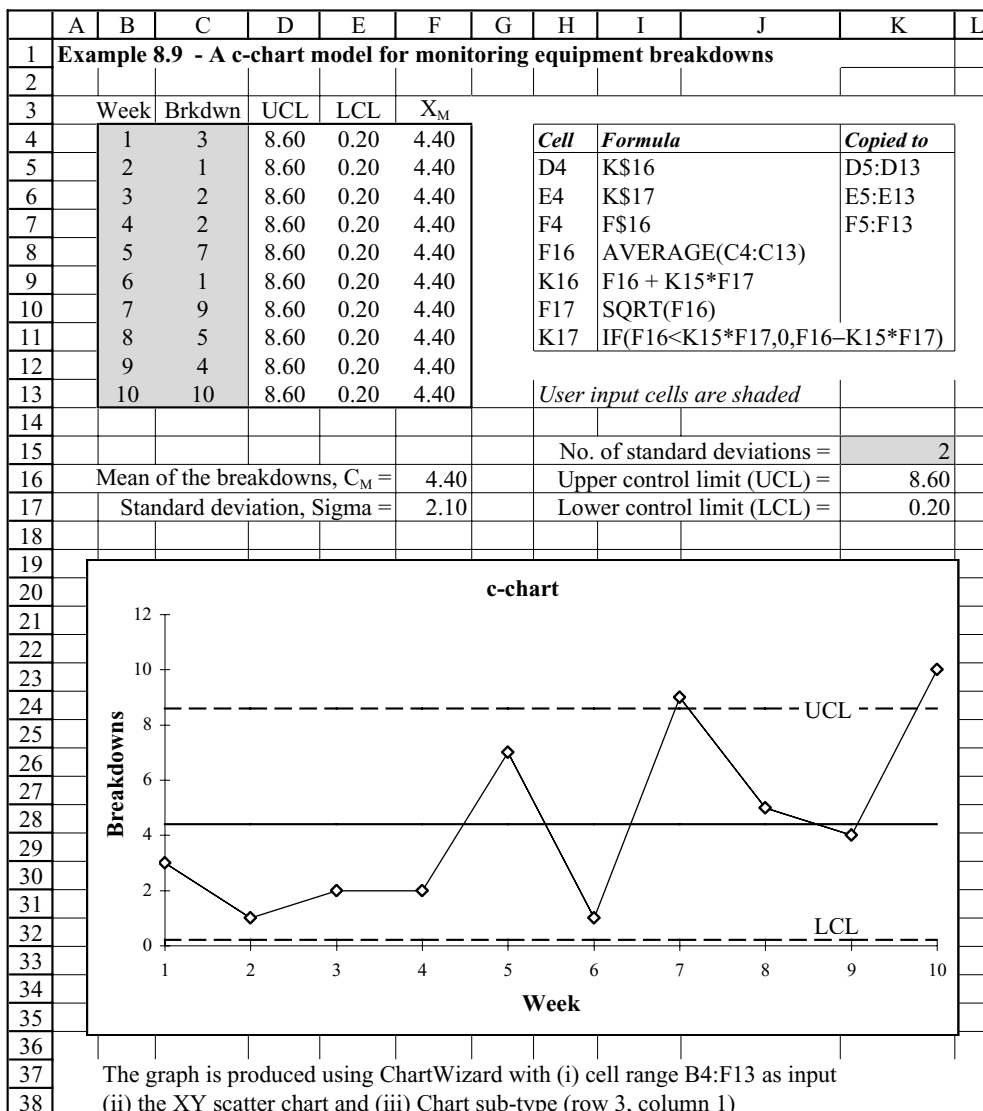 A B C D E F G H I J K L
1 Example 8.9 - A c-chart model for monitoring equipment breakdowns
2
3 Week Brkdwn UCL LCL XM
4 1 3 8.60 0.20 4.40 Cell Formula Copied to
5 2 1 8.60 0.20 4.40 D4 K$16 D5:D13
6 3 2 8.60 0.20 4.40 E4 K$17 E5:E13
7 4 2 8.60 0.20 4.40 F4 F$16 F5:F13
8 5 7 8.60 0.20 4.40 F16 AVERAGE(C4:C13)
9 6 1 8.60 0.20 4.40 K16 F16 + K15*F17
10 7 9 8.60 0.20 4.40 F17 SQRT(F16)
11 8 5 8.60 0.20 4.40 K17 IF(F16<K15*F17,0,F16−K15*F17)
12 9 4 8.60 0.20 4.40
13 10 10 8.60 0.20 4.40 User input cells are shaded
14
15 No. of standard deviations = 2
16 Mean of the breakdowns, CM = 4.40 Upper control limit (UCL) = 8.60
17 Standard deviation, Sigma = 2.10 Lower control limit (LCL) = 0.20
18
19
20 c-chart
21 12
22
23 10
24 UCL
25 8
26
27 6
28
29 4
30
31 2
32 LCL
33 0
Breakdowns
1 2 3 4 5 6 7 8 9 10
34
Week
35
36
37 The graph is produced using ChartWizard with (i) cell range B4:F13 as input
38 (ii) the XY scatter chart and (iii) Chart sub-type (row 3, column 1)